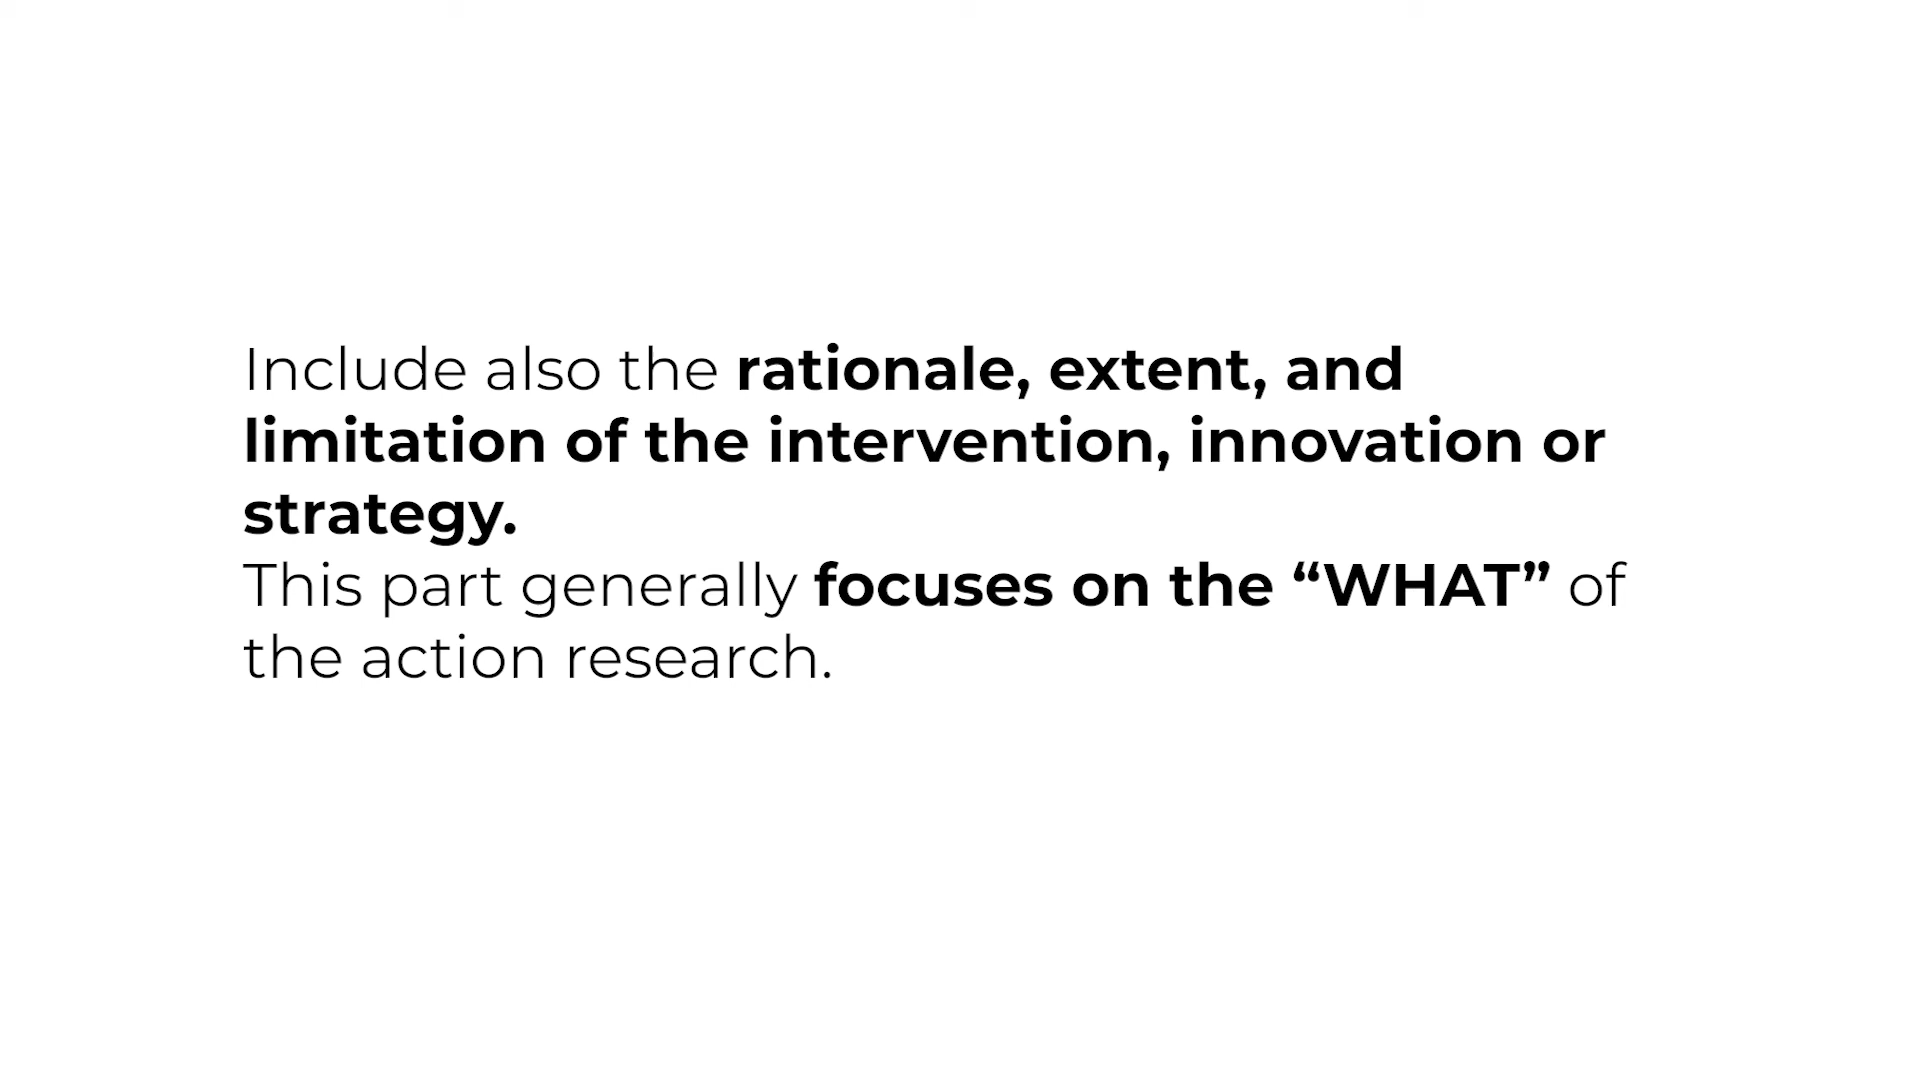 Include also the rationale, extent, and
limitation of the intervention, innovation or
strategy.
This part generally focuses on the “WHAT” of
the action research.